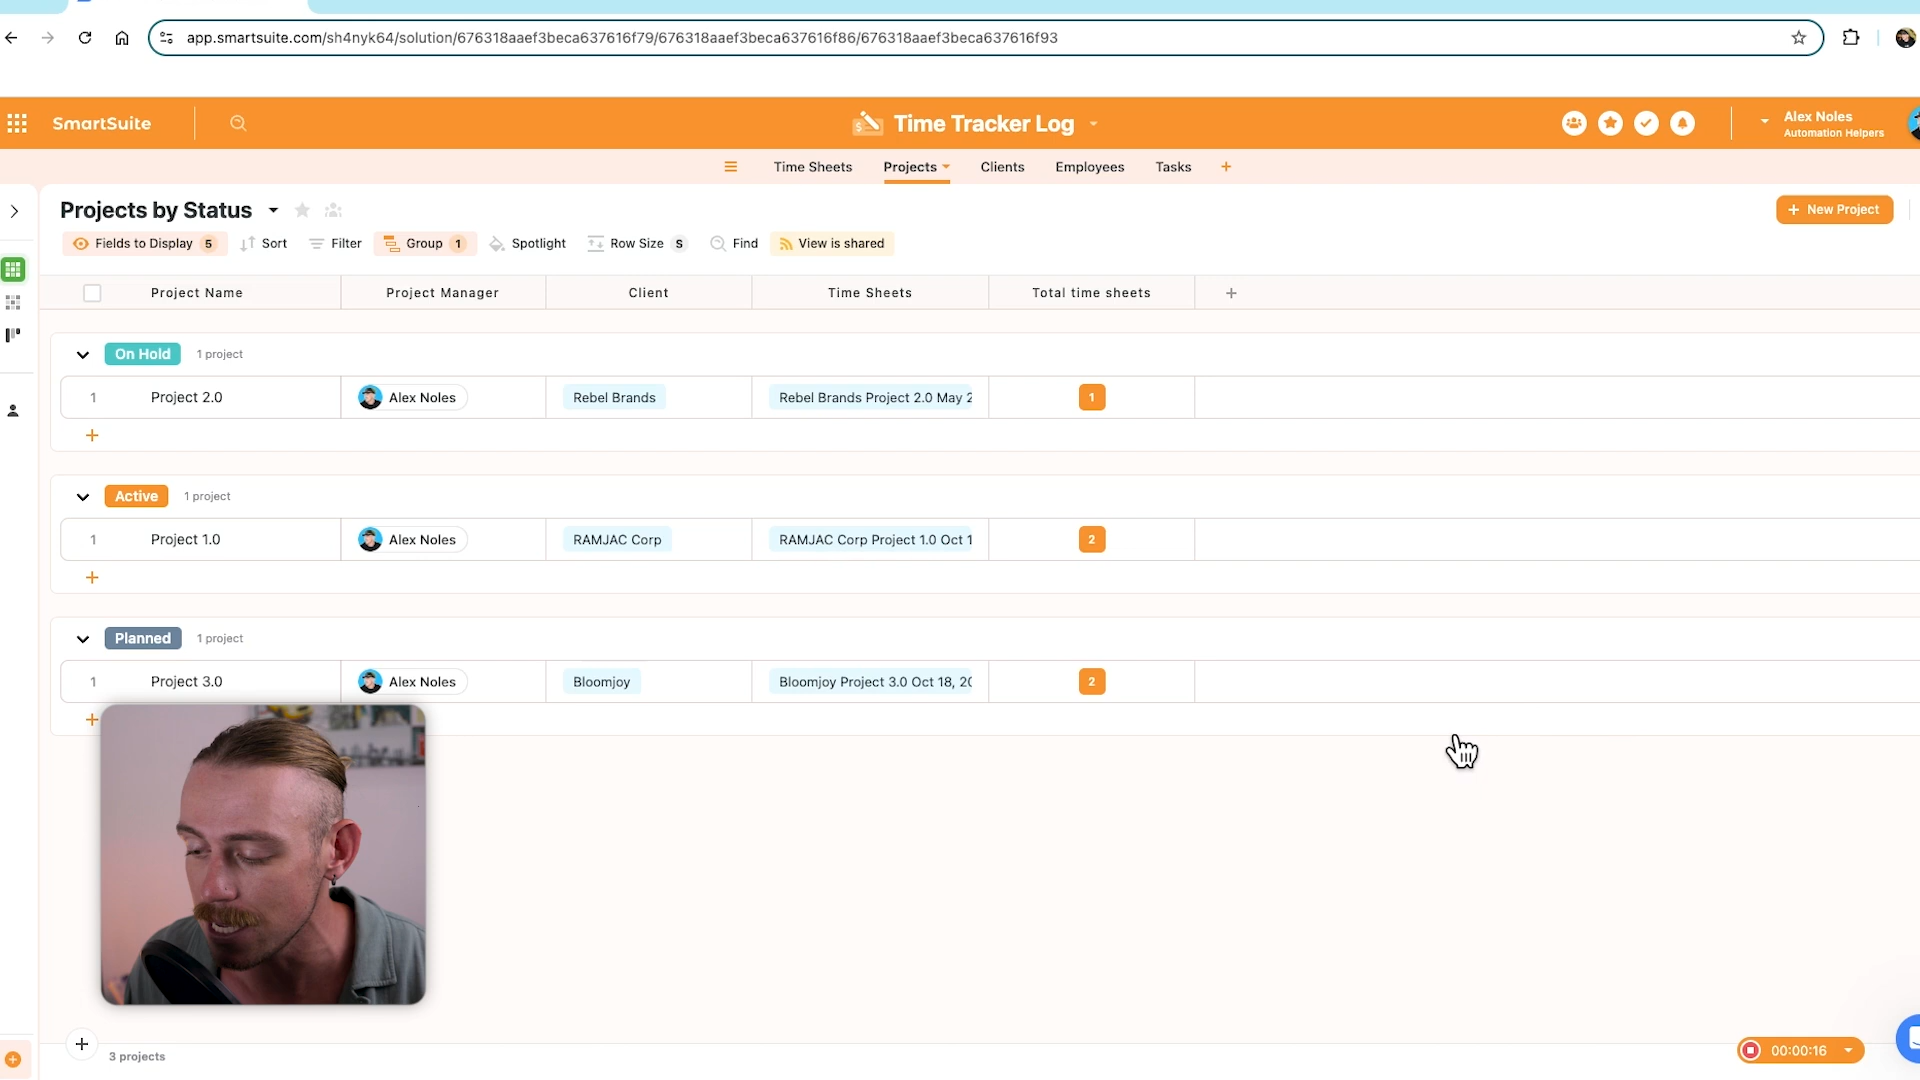 app.smartsuite.com/sh4nyk64/solution/676318aaef3beca637616f79/676318aaef3beca637616f86/676318aaef3beca637616f93
SmartSuite
Time Tracker Log
Alex Noles
Automation Helpers
Time Sheets Projects Clients Employees Tasks +
Projects by Status
+ New Project
Fields to Display 5 Sort Filter Group 1 Spotlight Row Size S Find View is shared
Project Name Project Manager Client Time Sheets Total time sheets +
On Hold 1 project
1 Project 2.0 Alex Noles Rebel Brands Rebel Brands Project 2.0 May 2 1
+
Active 1 project
1 Project 1.0 Alex Noles RAMJAC Corp RAMJAC Corp Project 1.0 Oct 1 2
+
Planned 1 project
1 Project 3.0 Alex Noles Bloomjoy Bloomjoy Project 3.0 Oct 18, 20 2
+
+ 3 projects
00:00:16